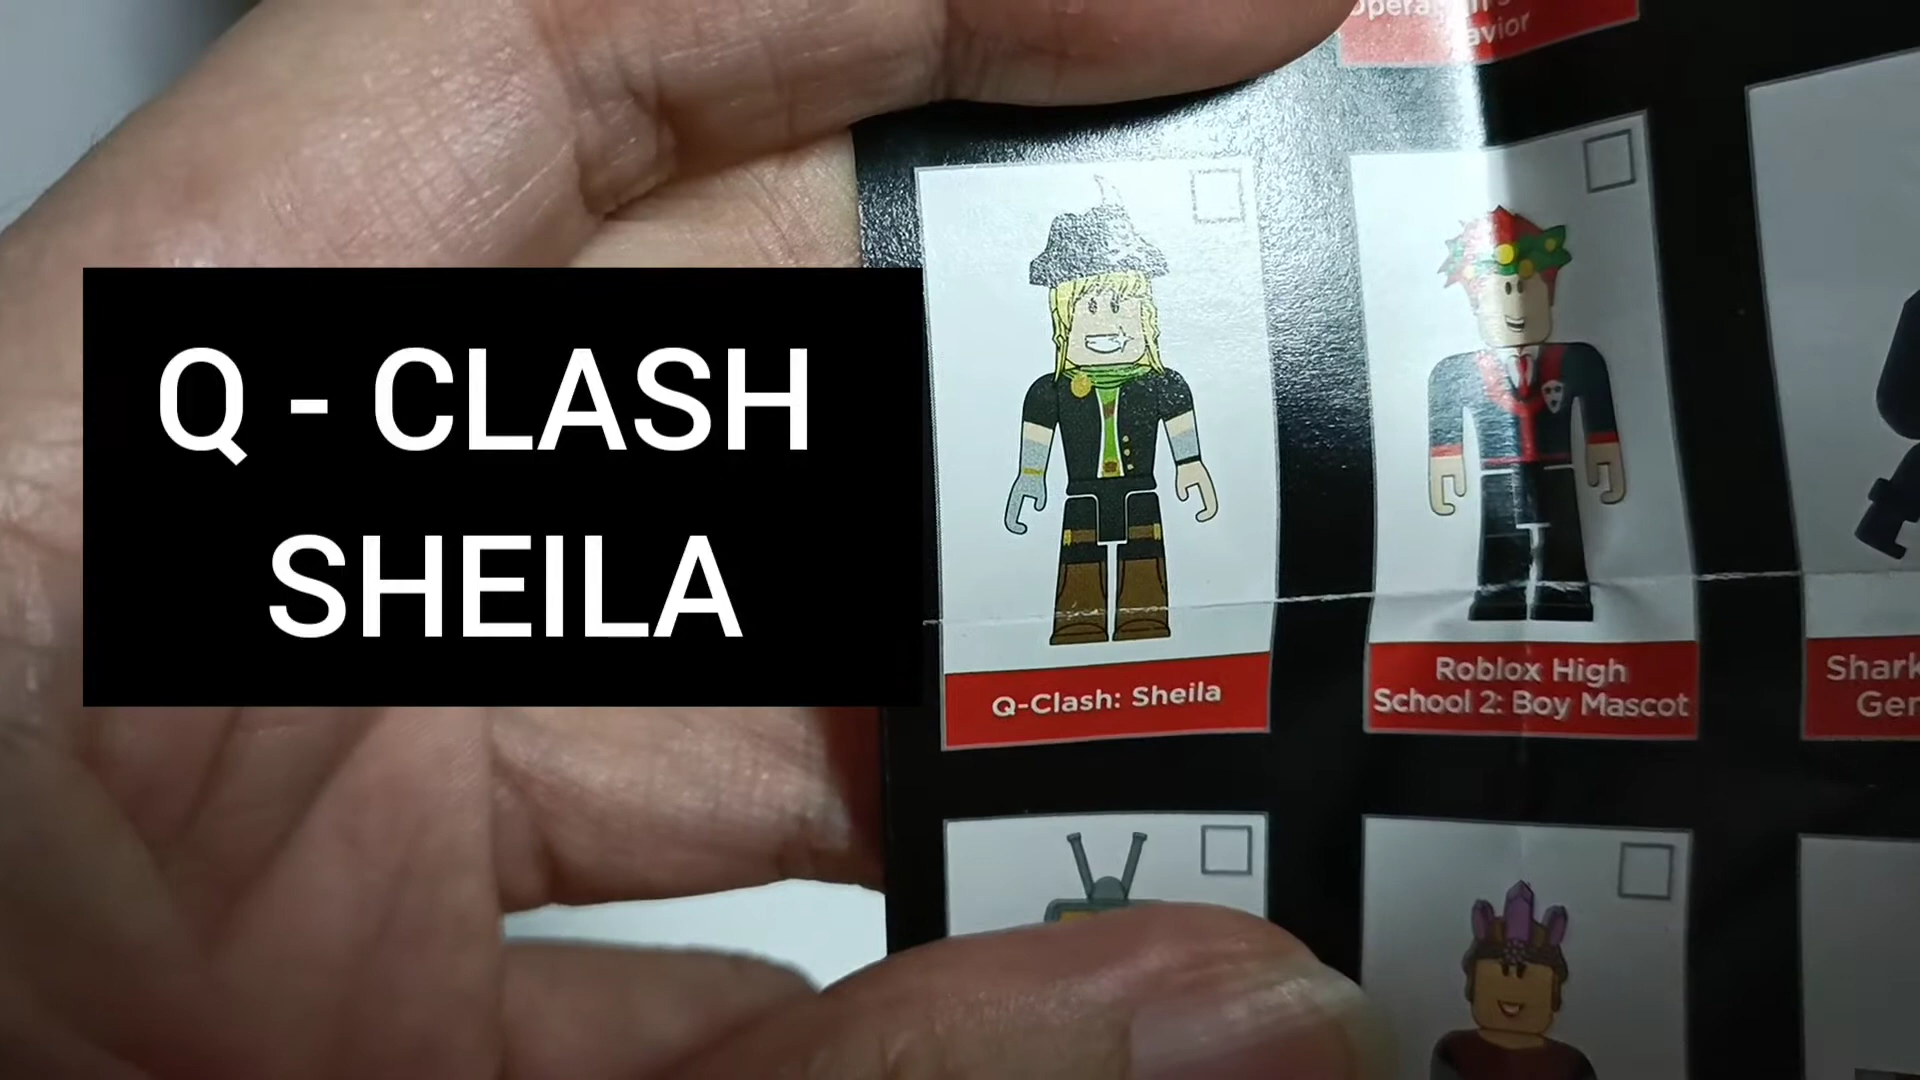 avior
Q - CLASH
SHEILA
Q-Clash: Sheila
Roblox High
School 2: Boy Mascot
Shark
Ger